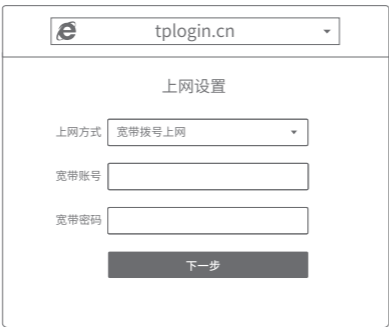 tplogin.cn
上网设置
上网方式 宽带拨号上网
宽带账号
宽带密码
下一步